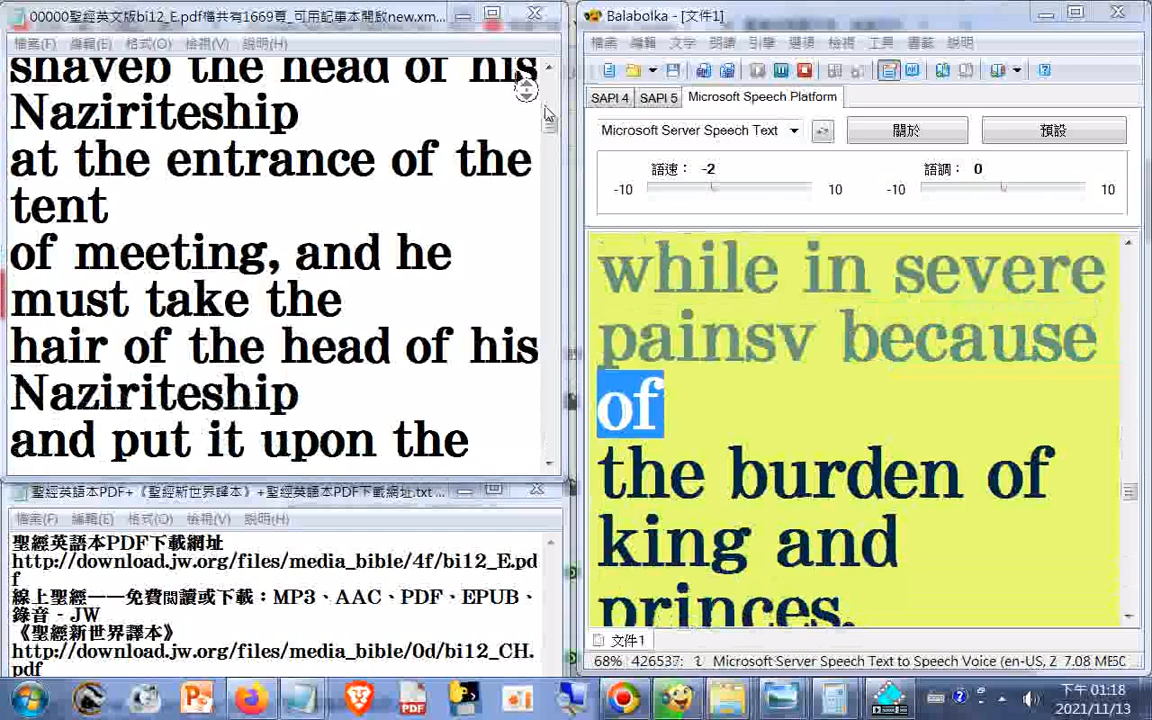 00000聖經英文版bi12_E.pdf檔共有1669頁_可用記事本開啟new.xm...
檔案(F) 編輯(E) 格式(O) 檢視(V) 說明(H)
shaveb the head of his
Naziriteship
at the entrance of the
tent
of meeting, and he
must take the
hair of the head of his
Naziriteship
and put it upon the
聖經英語本PDF+《聖經新世界譯本》+聖經英語本PDF下載網址.txt ...
檔案(F) 編輯(E) 格式(O) 檢視(V) 說明(H)
聖經英語本PDF下載網址
http://download.jw.org/files/media_bible/4f/bi12_E.pd
f
線上聖經——免費閱讀或下載：MP3、AAC、PDF、EPUB、
錄音 - JW
《聖經新世界譯本》
http://download.jw.org/files/media_bible/0d/bi12_CH.
pdf
Balabolka - [文件1]
檔案 編輯 文字 朗讀 引擎 選項 檢視 工具 書籤 說明
SAPI 4 SAPI 5 Microsoft Speech Platform
Microsoft Server Speech Text 關於 預設
語速： -2 語調： 0
-10 10 -10 10
while in severe
painsv because
of
the burden of
king and
princes.
文件1
68% 426537: Microsoft Server Speech Text to Speech Voice (en-US, Z 7.08 ME
PDF
下午 01:18
2021/11/13